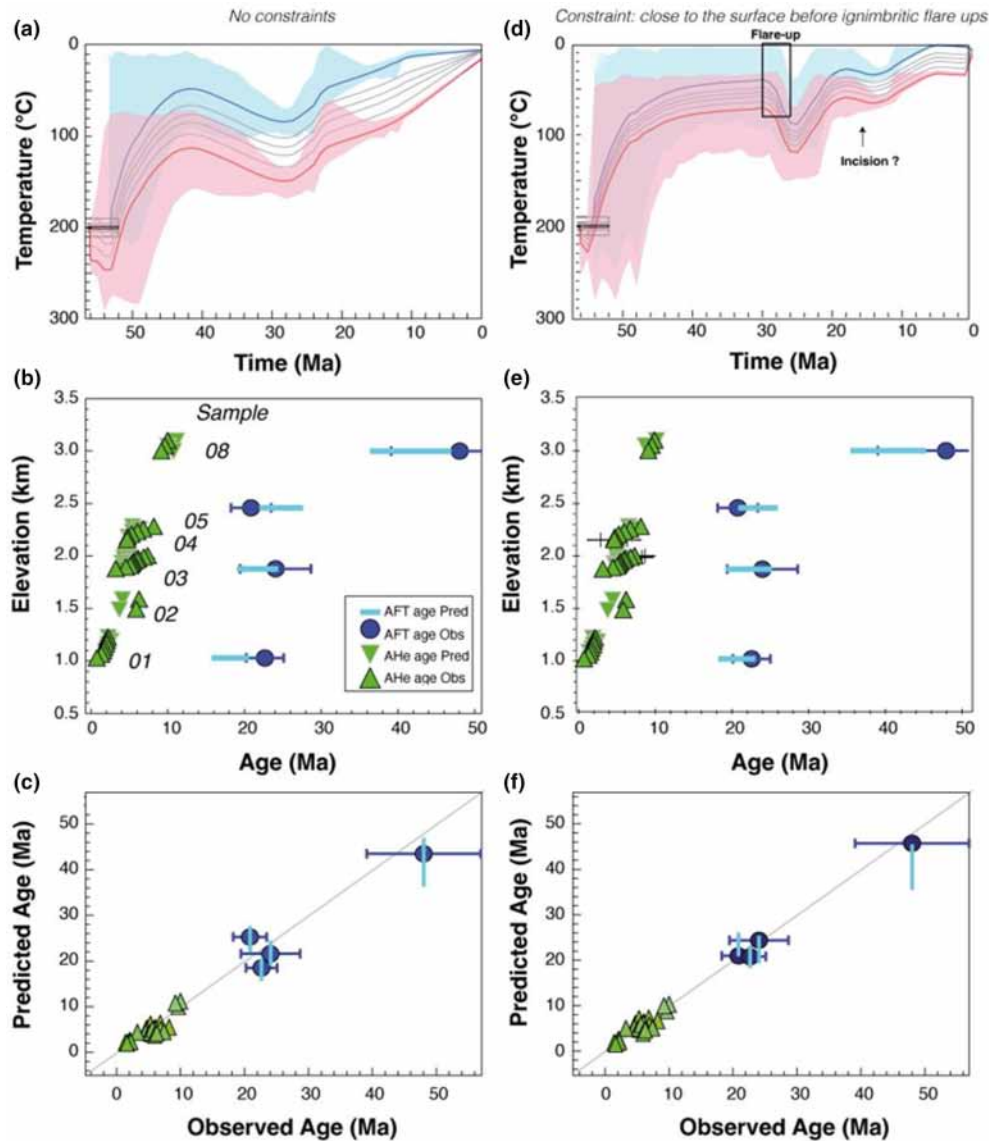 (a)
No constraints
0
100
200
300
Temperature (°C)
50
40
30
20
10
0
Time (Ma)
(d)
Constraint: close to the surface before ignimbritic flare ups
Flare-up
0
100
200
300
Temperature (°C)
Incision ?
50
40
30
20
10
0
Time (Ma)
(b)
Sample
3.5
3.0
2.5
2.0
1.5
1.0
0.5
Elevation (km)
08
05
04
03
02
01
AFT age Pred
AFT age Obs
AHe age Pred
AHe age Obs
0
10
20
30
40
50
Age (Ma)
(e)
3.5
3.0
2.5
2.0
1.5
1.0
0.5
Elevation (km)
0
10
20
30
40
50
Age (Ma)
(c)
50
40
30
20
10
0
Predicted Age (Ma)
0
10
20
30
40
50
Observed Age (Ma)
(f)
50
40
30
20
10
0
Predicted Age (Ma)
0
10
20
30
40
50
Observed Age (Ma)